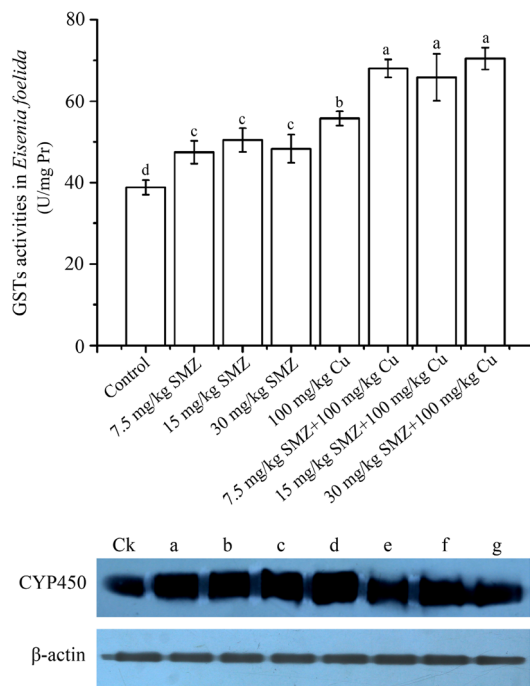 GSTs activities in Eisenia foelida
(U/mg Pr)
80
60
40
20
0
d
c
c
c
b
a
a
a
Control
7.5 mg/kg SMZ
15 mg/kg SMZ
30 mg/kg SMZ
100 mg/kg Cu
7.5 mg/kg SMZ+100 mg/kg Cu
15 mg/kg SMZ+100 mg/kg Cu
30 mg/kg SMZ+100 mg/kg Cu
Ck a b c d e f g
CYP450
β-actin